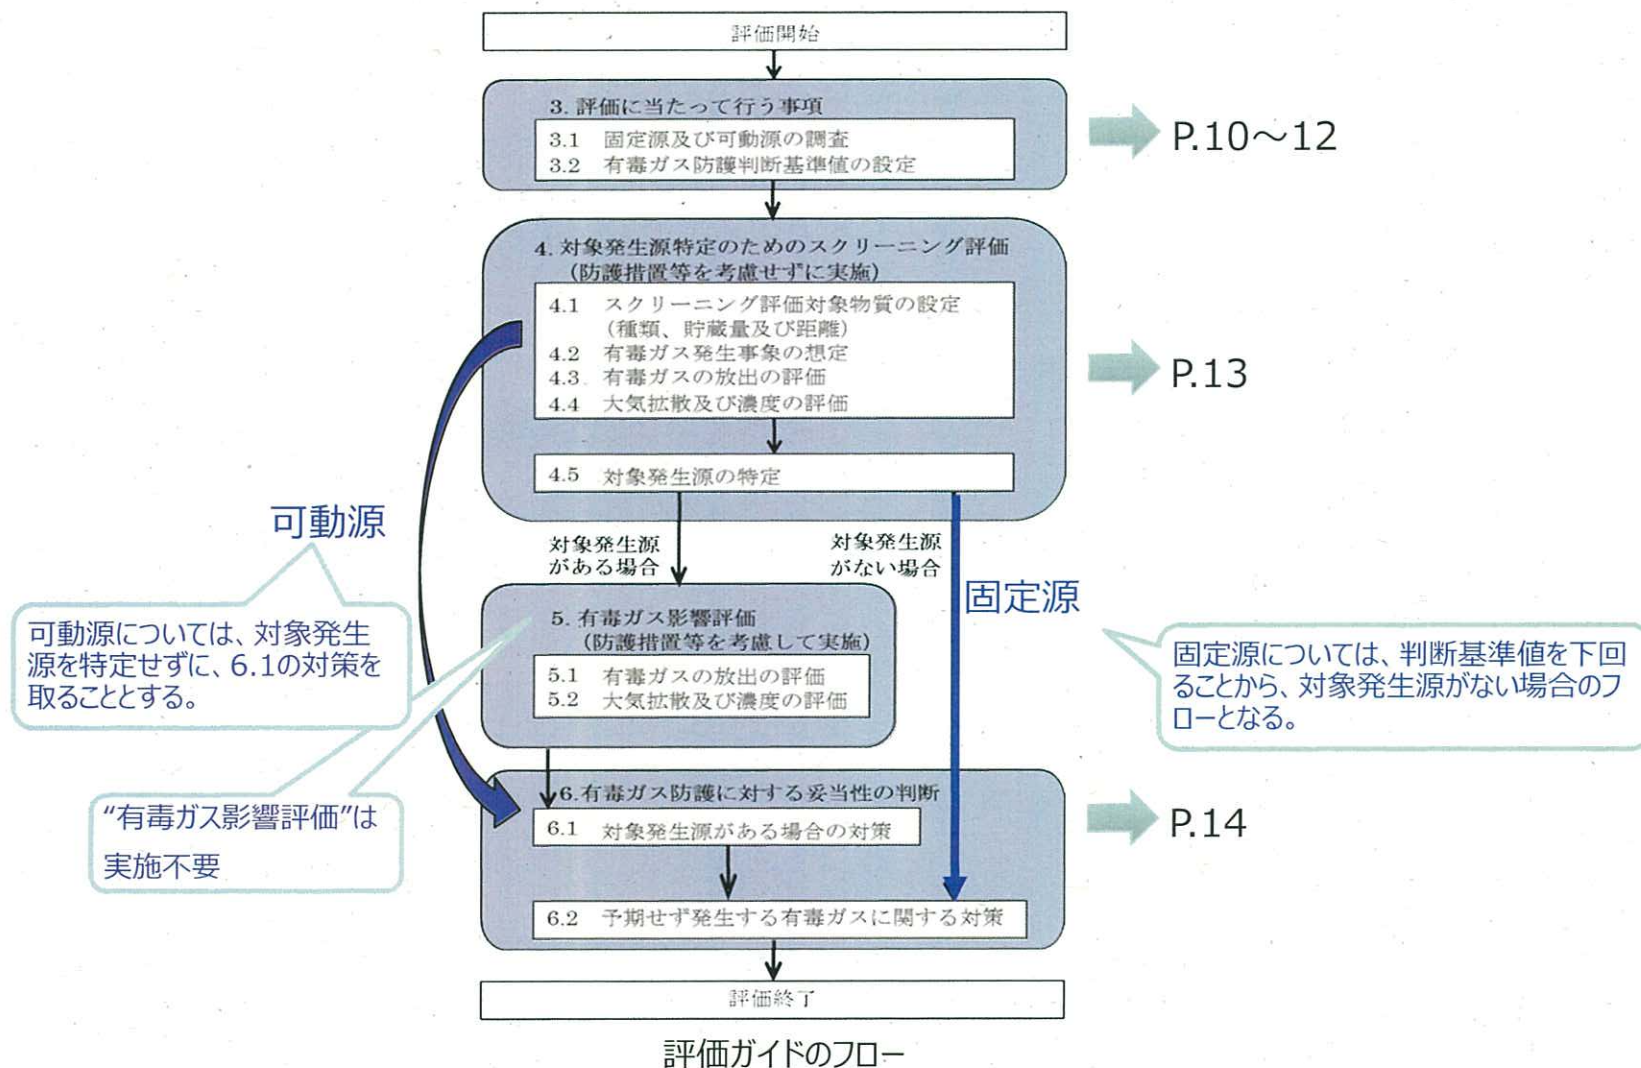 評価開始
3. 評価に当たって行う事項
3.1 固定源及び可動源の調査
3.2 有毒ガス防護判断基準値の設定
P.10～12
4. 対象発生源特定のためのスクリーニング評価
(防護措置等を考慮せずに実施)
4.1 スクリーニング評価対象物質の設定
(種類、貯蔵量及び距離)
4.2 有毒ガス発生事象の想定
4.3 有毒ガスの放出の評価
4.4 大気拡散及び濃度の評価
P.13
4.5 対象発生源の特定
可動源
対象発生源
がある場合
対象発生源
がない場合
固定源
可動源については、対象発生
源を特定せずに、6.1の対策を
取ることとする。
5. 有毒ガス影響評価
(防護措置等を考慮して実施)
5.1 有毒ガスの放出の評価
5.2 大気拡散及び濃度の評価
固定源については、判断基準値を下回
ることから、対象発生源がない場合のフ
ローとなる。
“有毒ガス影響評価”は
実施不要
6.有毒ガス防護に対する妥当性の判断
6.1 対象発生源がある場合の対策
P.14
6.2 予期せず発生する有毒ガスに関する対策
評価終了
評価ガイドのフロー